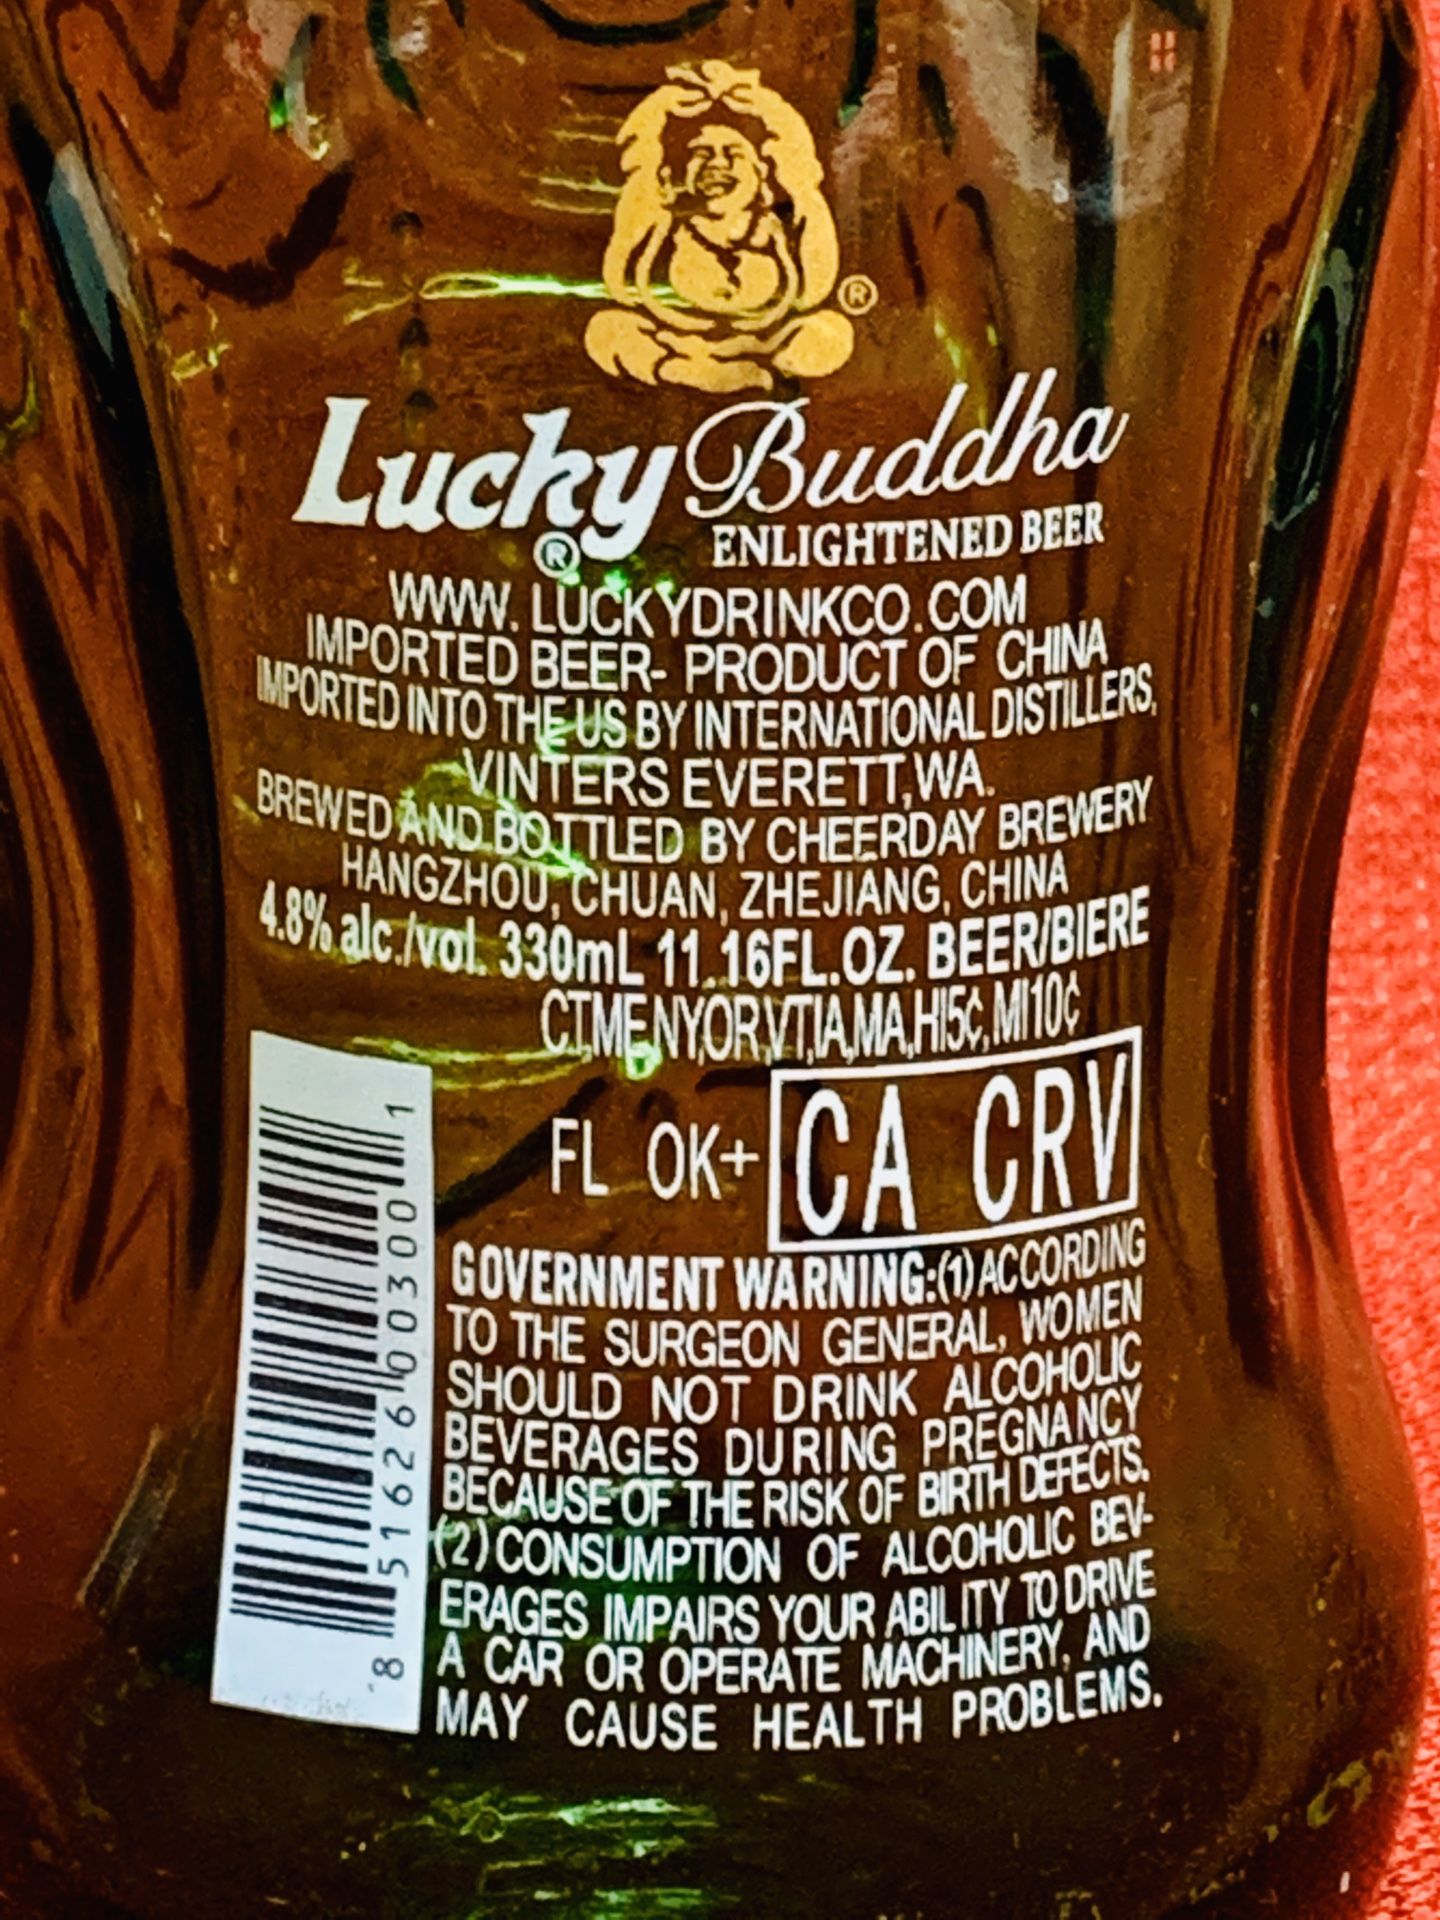 ®
Lucky Buddha
® ENLIGHTENED BEER
WWW. LUCKYDRINKCO.COM
IMPORTED BEER- PRODUCT OF CHINA
IMPORTED INTO THE US BY INTERNATIONAL DISTILLERS,
VINTERS EVERETT,WA.
BREWED AND BOTTLED BY CHEERDAY BREWERY
HANGZHOU, CHUAN, ZHEJIANG, CHINA
4.8% alc./vol. 330mL 11.16FL.OZ. BEER/BIERE
CT,ME,NY,OR,VT,IA,MA,HI5¢,MI10¢
FL OK+ CA CRV
GOVERNMENT WARNING:(1) ACCORDING
TO THE SURGEON GENERAL, WOMEN
SHOULD NOT DRINK ALCOHOLIC
BEVERAGES DURING PREGNANCY
BECAUSE OF THE RISK OF BIRTH DEFECTS.
(2) CONSUMPTION OF ALCOHOLIC BEV-
ERAGES IMPAIRS YOUR ABILITY TO DRIVE
A CAR OR OPERATE MACHINERY, AND
MAY CAUSE HEALTH PROBLEMS.
8 51626 00300 1